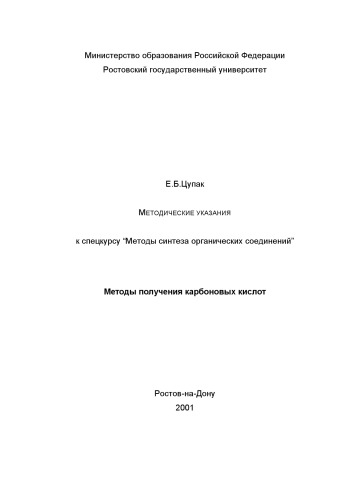 Министерство образования Российской Федерации
Ростовский государственный университет
Е.Б.Цупак
МЕТОДИЧЕСКИЕ УКАЗАНИЯ
к спецкурсу “Методы синтеза органических соединений”
Методы получения карбоновых кислот
Ростов-на-Дону
2001